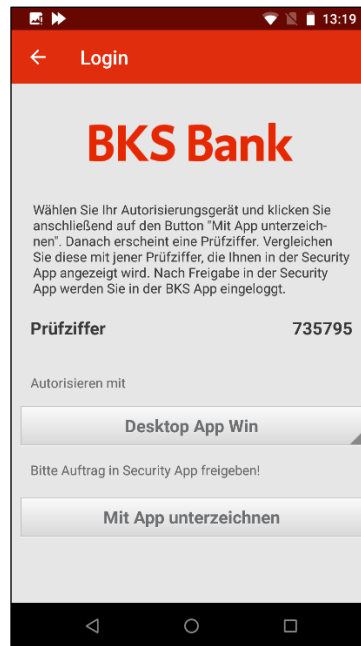 13:19
Login
BKS Bank
Wählen Sie Ihr Autorisierungsgerät und klicken Sie
anschließend auf den Button "Mit App unterzeich-
nen". Danach erscheint eine Prüfziffer. Vergleichen
Sie diese mit jener Prüfziffer, die Ihnen in der Security
App angezeigt wird. Nach Freigabe in der Security
App werden Sie in der BKS App eingeloggt.
Prüfziffer 735795
Autorisieren mit
Desktop App Win
Bitte Auftrag in Security App freigeben!
Mit App unterzeichnen